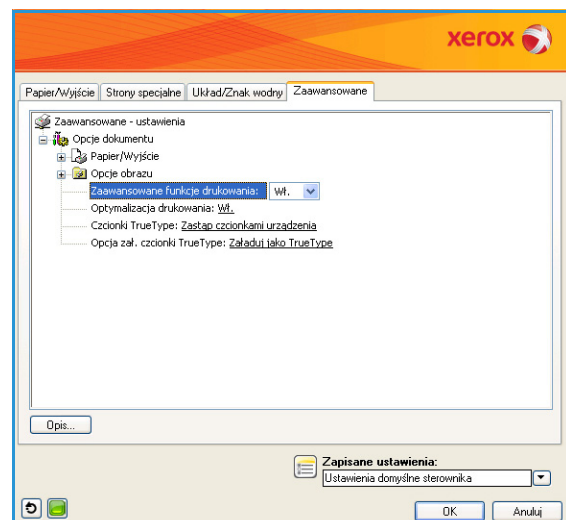 xerox
Papier/Wyjście Strony specjalne Układ/Znak wodny Zaawansowane
Zaawansowane - ustawienia
Opcje dokumentu
Papier/Wyjście
Opcje obrazu
Zaawansowane funkcje drukowania: Wł.
Optymalizacja drukowania: Wł.
Czcionki TrueType: Zastąp czcionkami urządzenia
Opcja zał. czcionki TrueType: Załaduj jako TrueType
Opis...
Zapisane ustawienia:
Ustawienia domyślne sterownika
OK Anuluj